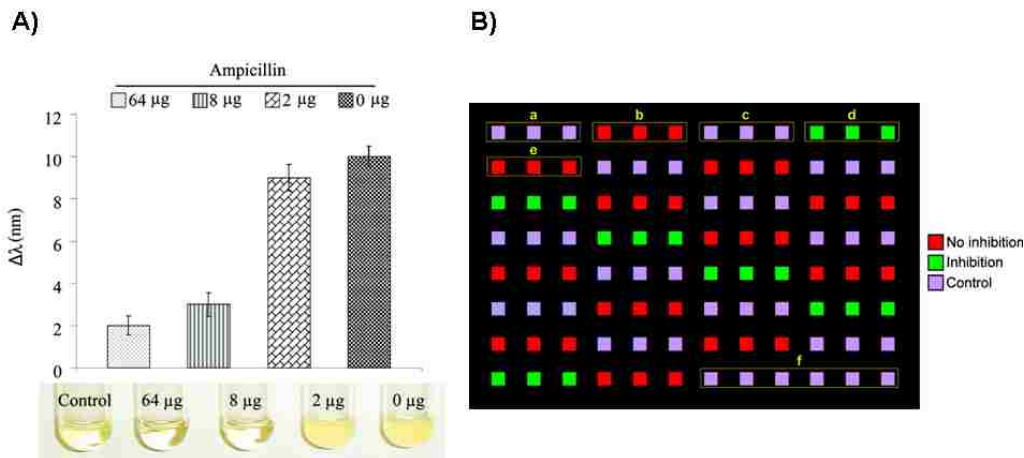 A)
Ampicillin
64 µg 8 µg 2 µg 0 µg
12
10
8
6
4
2
0
Δλ (nm)
Control 64 µg 8 µg 2 µg 0 µg
B)
a b c d
e
f
No inhibition
Inhibition
Control